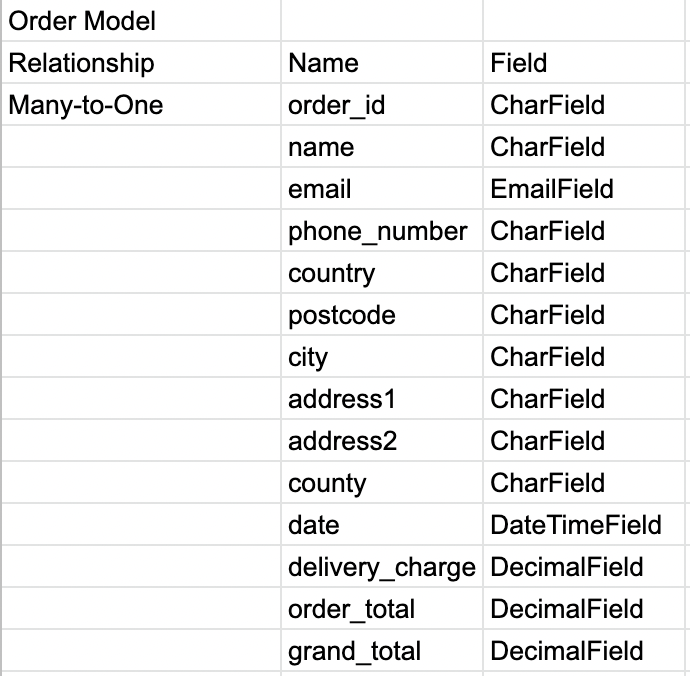 Order Model
Relationship Name Field
Many-to-One order_id CharField
name CharField
email EmailField
phone_number CharField
country CharField
postcode CharField
city CharField
address1 CharField
address2 CharField
county CharField
date DateTimeField
delivery_charge DecimalField
order_total DecimalField
grand_total DecimalField